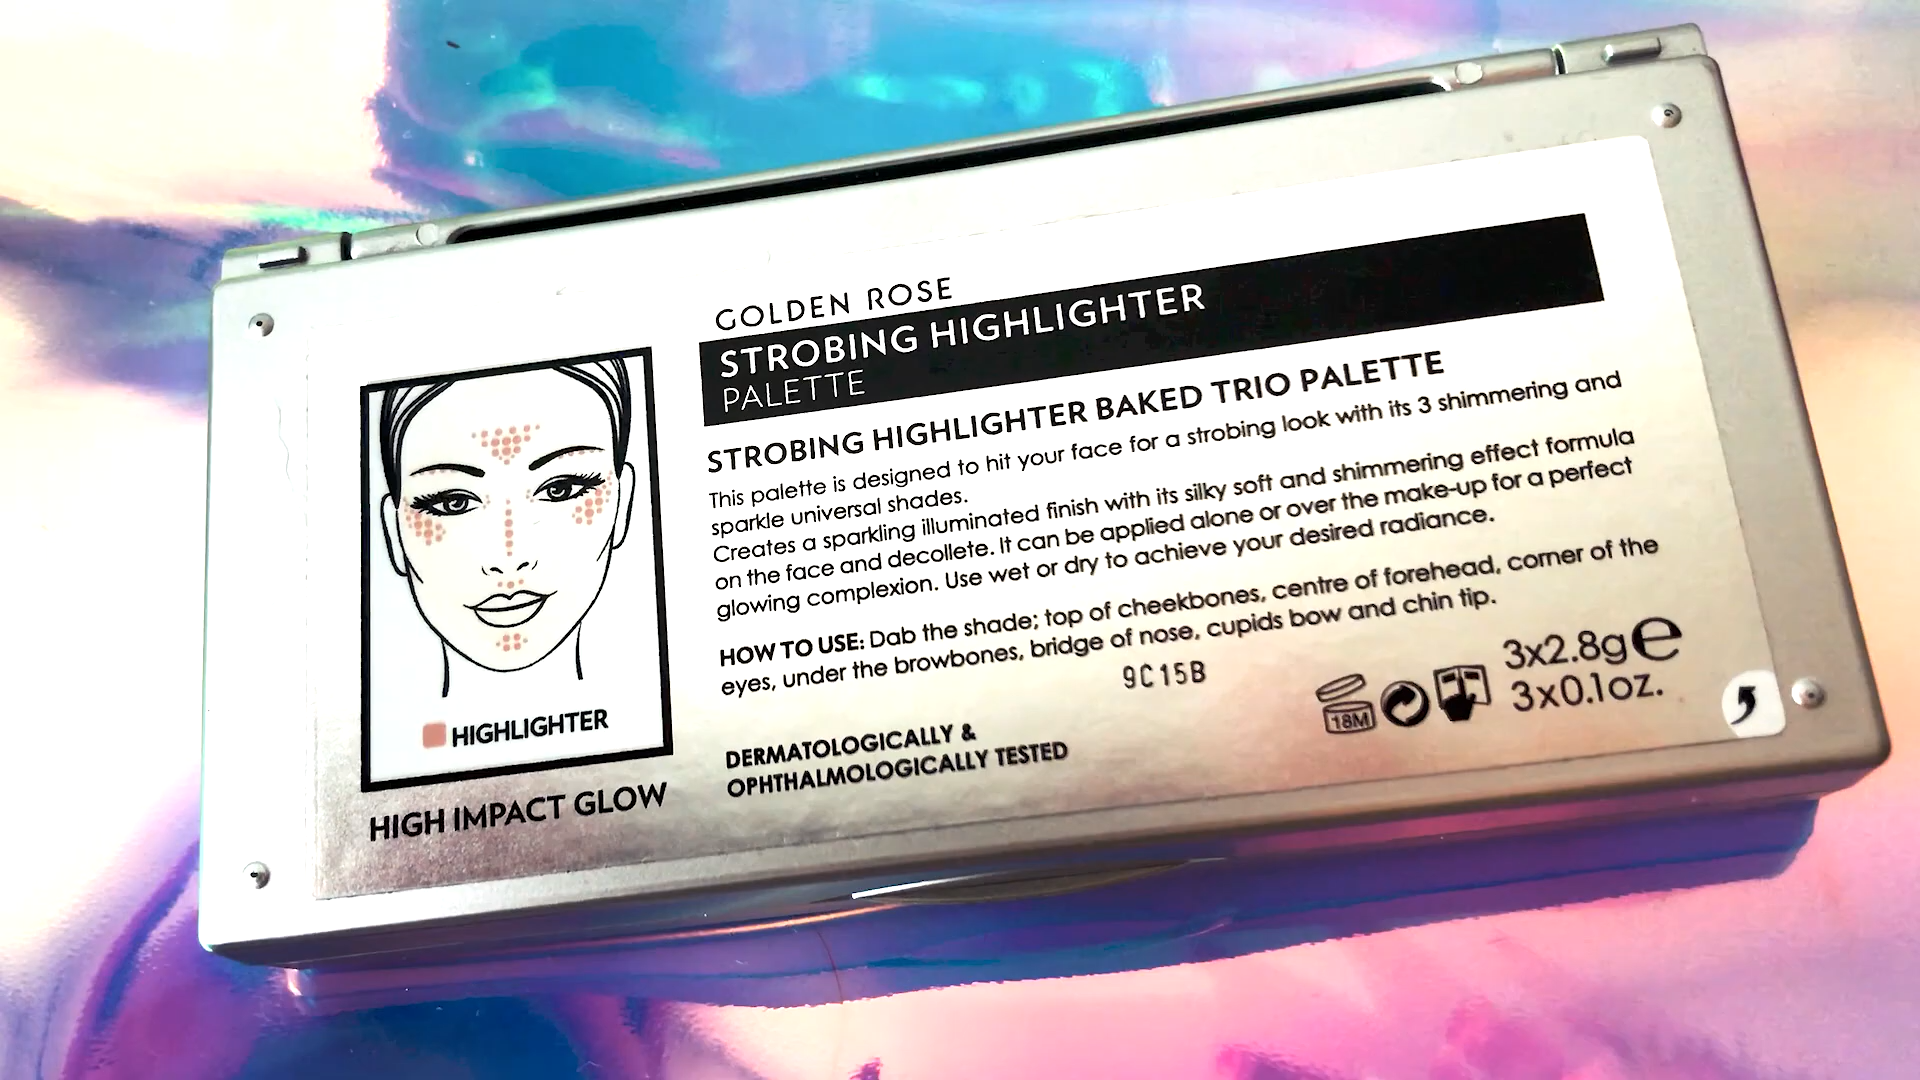 GOLDEN ROSE
STROBING HIGHLIGHTER
PALETTE
STROBING HIGHLIGHTER BAKED TRIO PALETTE
This palette is designed to hit your face for a strobing look with its 3 shimmering and
sparkle universal shades.
Creates a sparkling illuminated finish with its silky soft and shimmering effect formula
on the face and decollete. It can be applied alone or over the make-up for a perfect
glowing complexion. Use wet or dry to achieve your desired radiance.
HOW TO USE: Dab the shade; top of cheekbones, centre of forehead, corner of the
eyes, under the browbones, bridge of nose, cupids bow and chin tip.
9C15B
3x2.8g e
3x0.1oz.
18M
DERMATOLOGICALLY &
OPHTHALMOLOGICALLY TESTED
HIGHLIGHTER
HIGH IMPACT GLOW